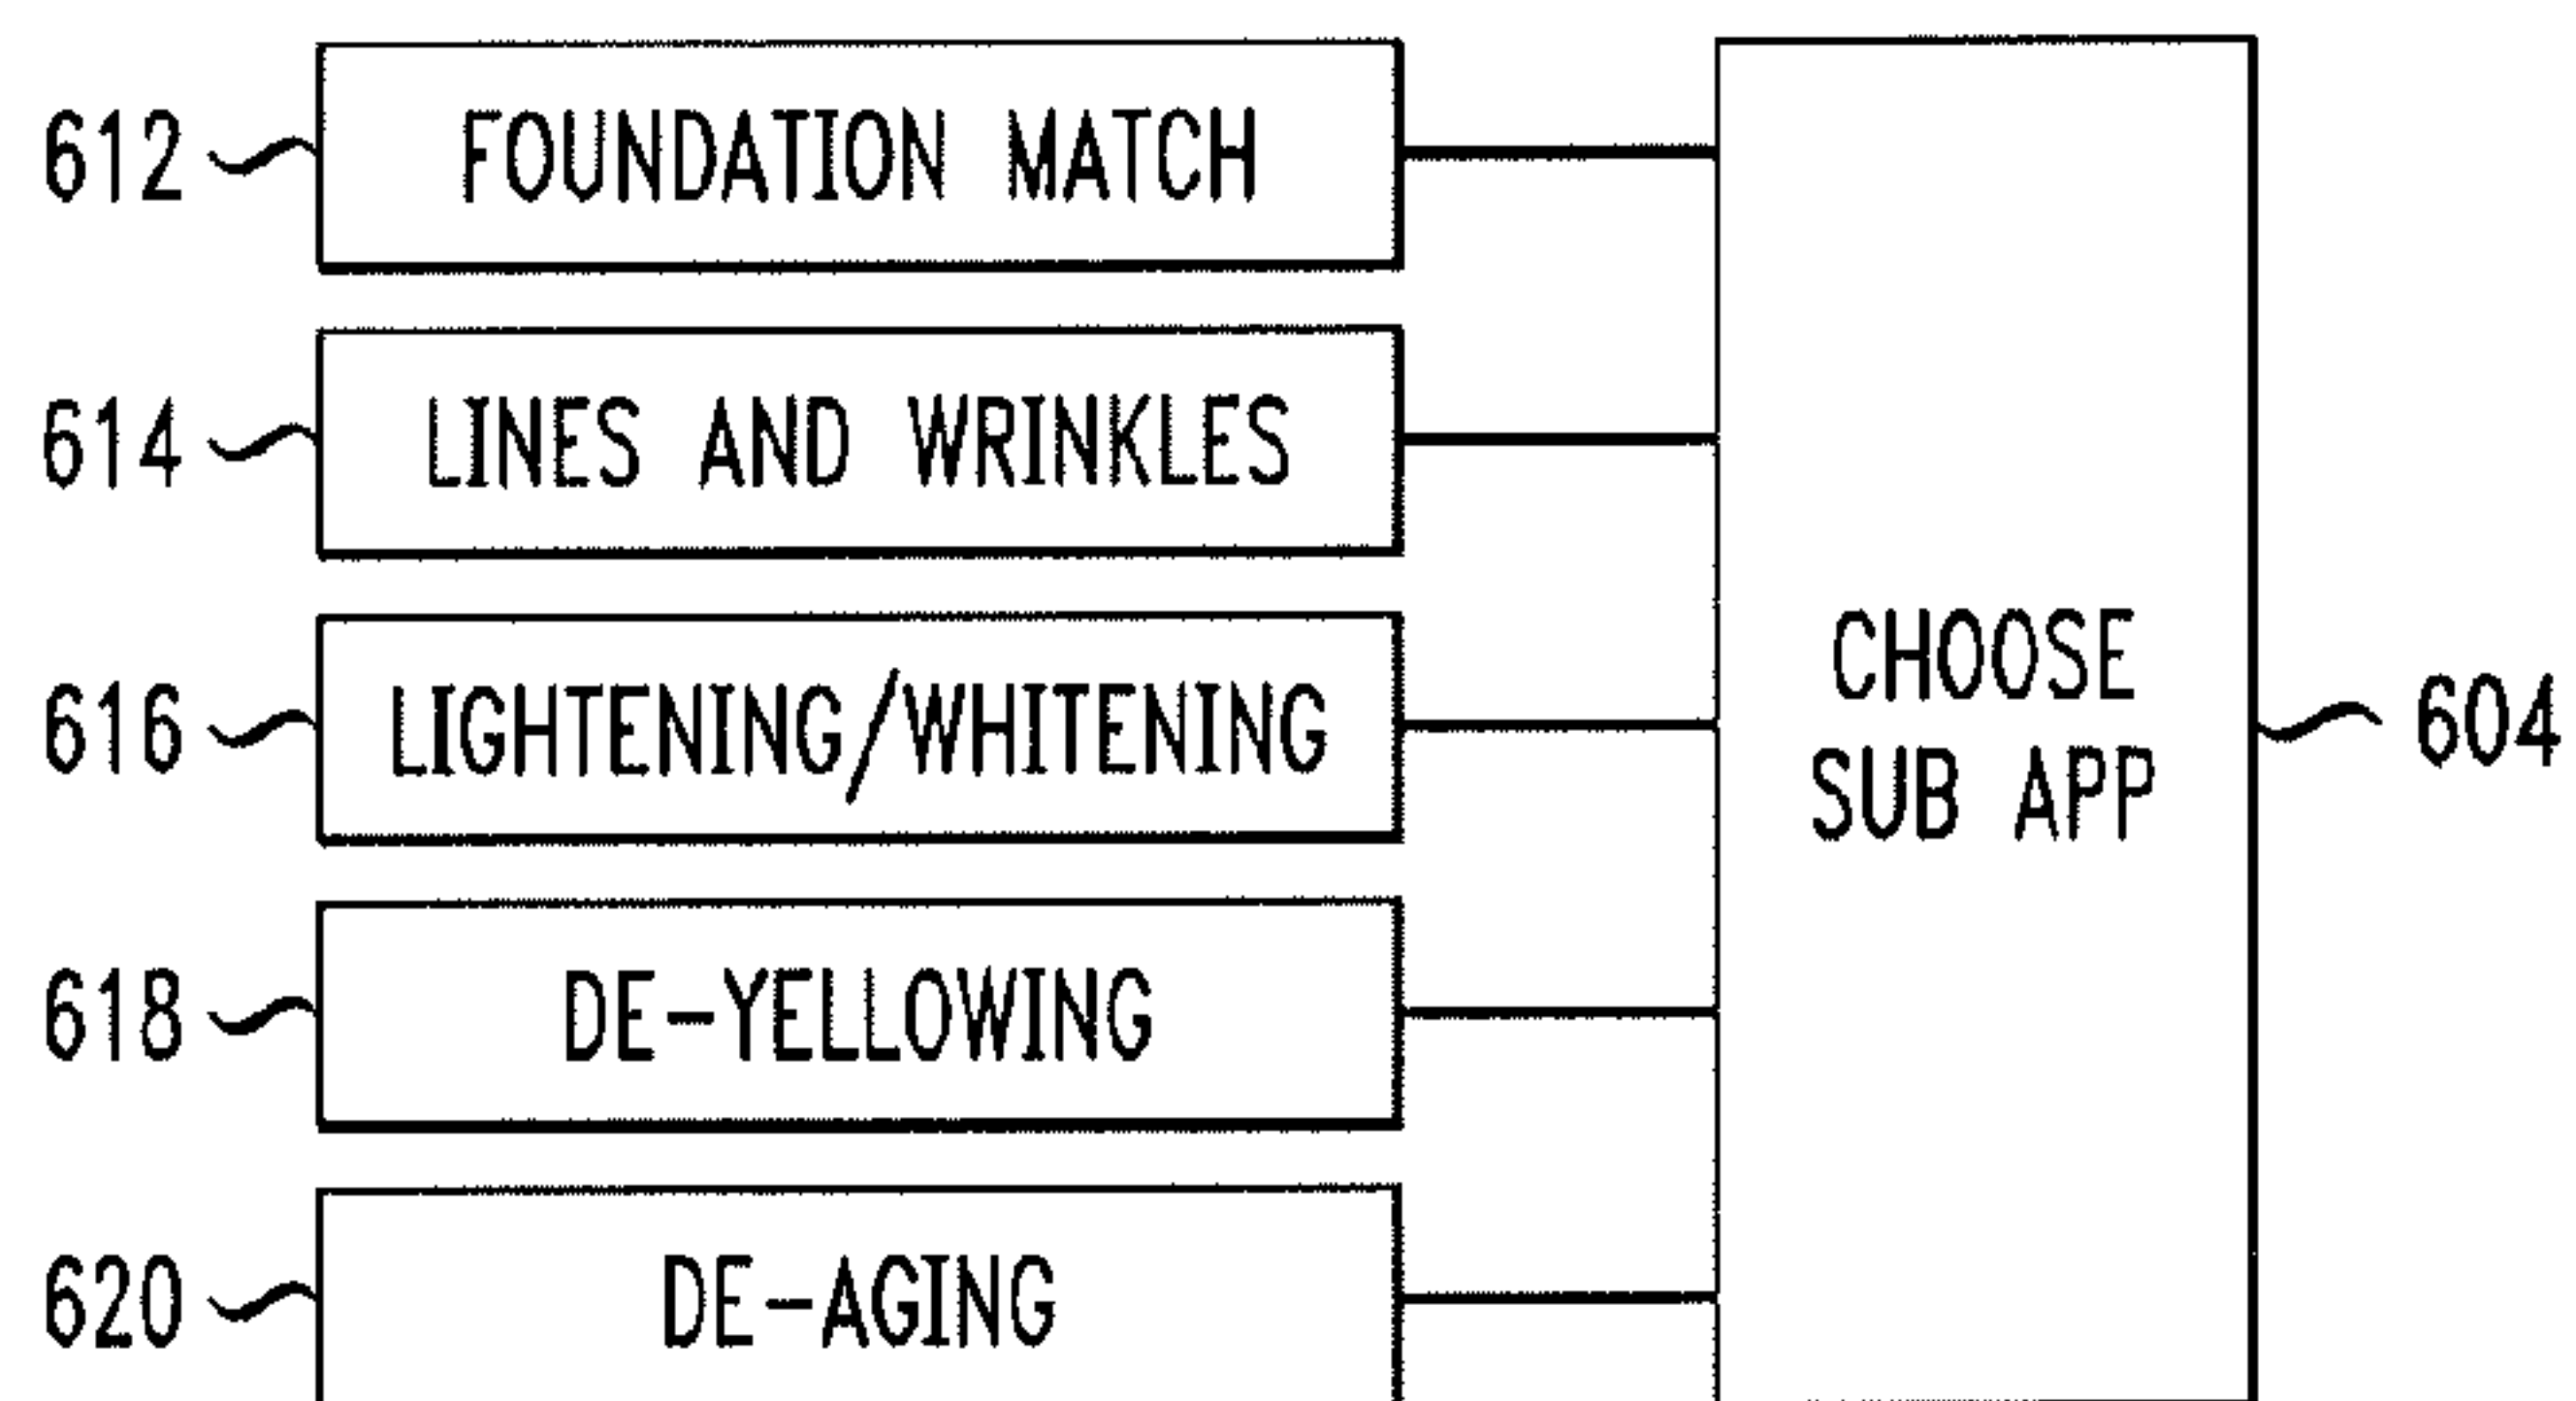 612 FOUNDATION MATCH
614 LINES AND WRINKLES
616 LIGHTENING/WHITENING
618 DE-YELLOWING
620 DE-AGING
CHOOSE
SUB APP
604